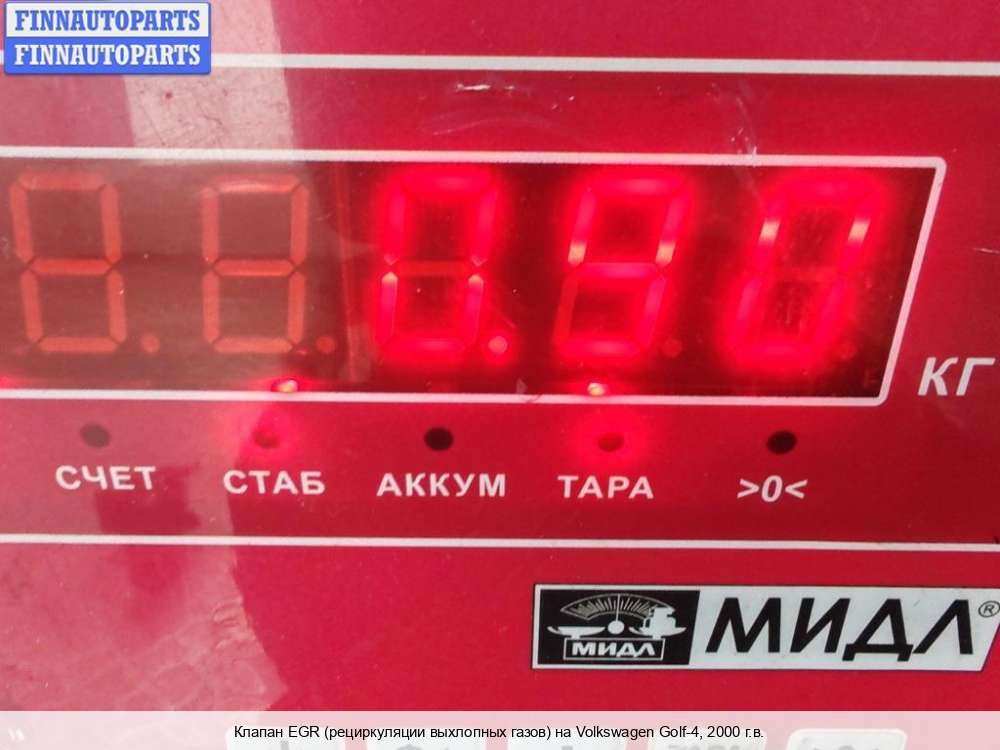 FINNAUTOPARTS
FINNAUTOPARTS
0.90
КГ
СЧЕТ СТАБ АККУМ ТАРА >0<
МИДЛ МИДЛ®
Клапан EGR (рециркуляции выхлопных газов) на Volkswagen Golf-4, 2000 г.в.